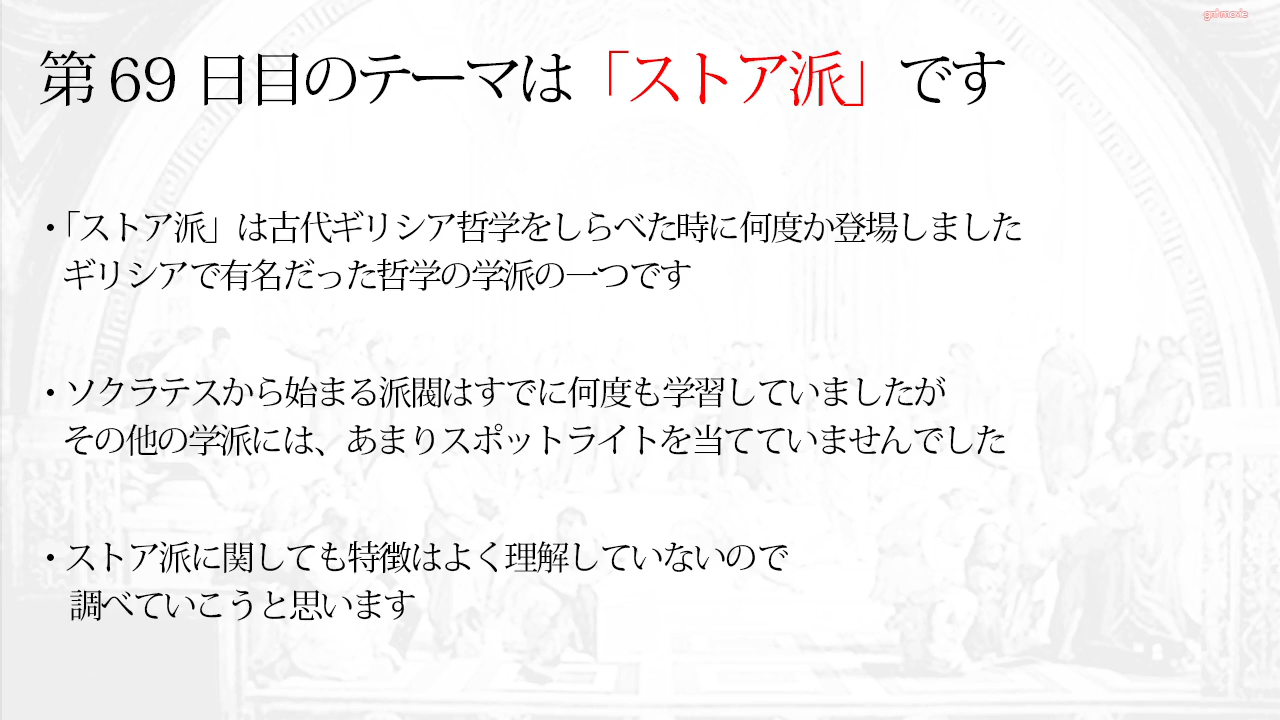 第69日目のテーマは「ストア派」です
・「ストア派」は古代ギリシア哲学をしらべた時に何度か登場しました
ギリシアで有名だった哲学の学派の一つです
・ソクラテスから始まる派閥はすでに何度も学習していましたが
その他の学派には、あまりスポットライトを当てていませんでした
・ストア派に関しても特徴はよく理解していないので
調べていこうと思います